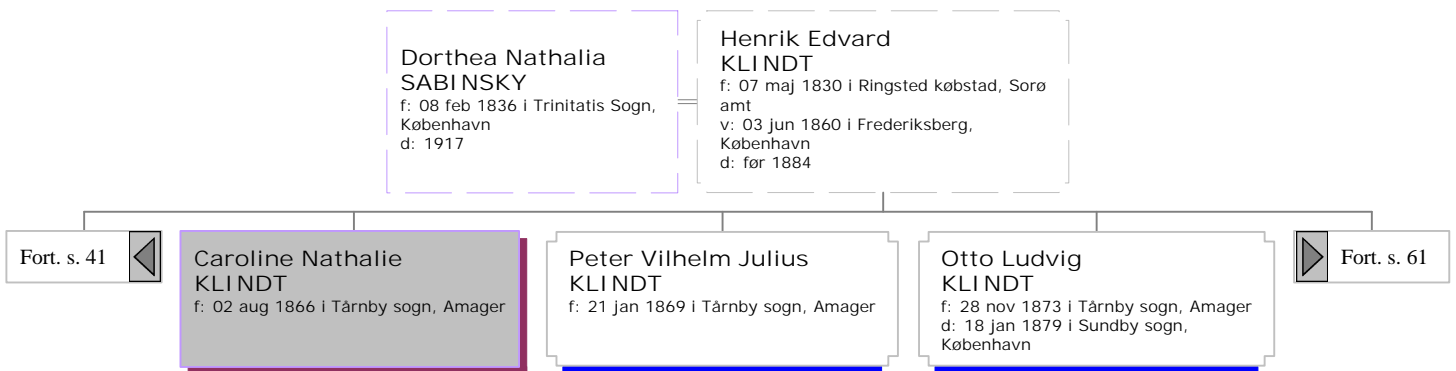 Dorthea Nathalia
SABINSKY
f: 08 feb 1836 i Trinitatis Sogn,
København
d: 1917
Henrik Edvard
KLINDT
f: 07 maj 1830 i Ringsted købstad, Sorø
amt
v: 03 jun 1860 i Frederiksberg,
København
d: før 1884
Fort. s. 41
Caroline Nathalie
KLINDT
f: 02 aug 1866 i Tårnby sogn, Amager
Peter Vilhelm Julius
KLINDT
f: 21 jan 1869 i Tårnby sogn, Amager
Otto Ludvig
KLINDT
f: 28 nov 1873 i Tårnby sogn, Amager
d: 18 jan 1879 i Sundby sogn,
København
Fort. s. 61